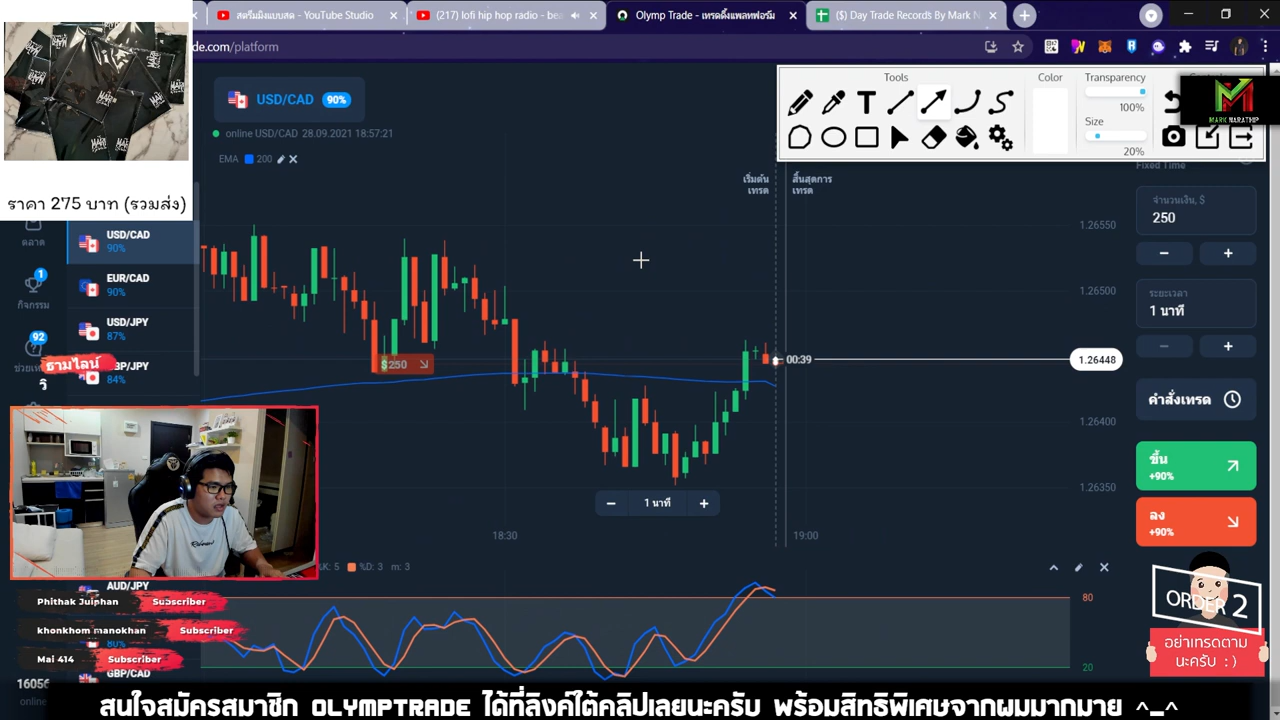 สตรีมมิงแบบสด - YouTube Studio
(217) lofi hip hop radio - bea
Olymp Trade - เทรดดิ้งแพลทฟอร์ม
($) Day Trade Records By Mark N
de.com/platform
USD/CAD 90%
online USD/CAD 28.09.2021 18:57:21
EMA 200
Tools
Color
Transparency
100%
Size
20%
MARK NARATHIP
ราคา 275 บาท (รวมส่ง)
ตลาด
กิจกรรม
1
92
USD/CAD
90%
EUR/CAD
90%
USD/JPY
87%
84%
ธามไลน์
วิ
เริ่มต้น
เทรด
สิ้นสุดการ
เทรด
$250
00:39
1.26550
1.26500
1.26448
1.26400
1.26350
1 นาที
18:30
19:00
Fixed Time
จำนวนเงิน, $
250
ระยะเวลา
1 นาที
คำสั่งเทรด
ขึ้น
+90%
ลง
+90%
%K: 5 %D: 3 m: 3
80
20
AUD/JPY
80%
GBP/CAD
Phithak Juiphan Subscriber
khonkhom manokhan Subscriber
Mai 414 Subscriber
16056
online
ORDER 2
อย่าเทรดตาม
นะครับ : )
สนใจสมัครสมาชิก OLYMPTRADE ได้ที่ลิงค์ใต้คลิปเลยนะครับ พร้อมสิทธิพิเศษจากผมมากมาย ^_^